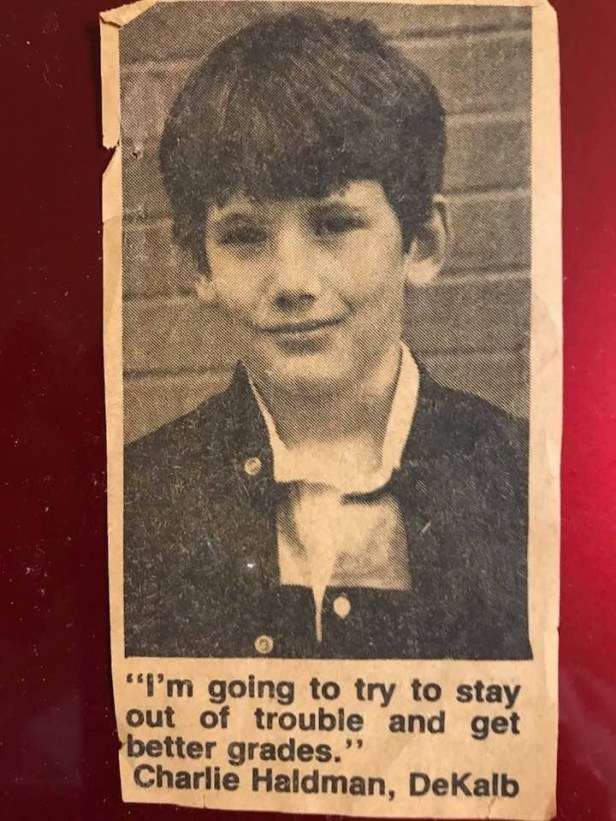 “I’m going to try to stay
out of trouble and get
better grades.”
Charlie Haldman, DeKalb